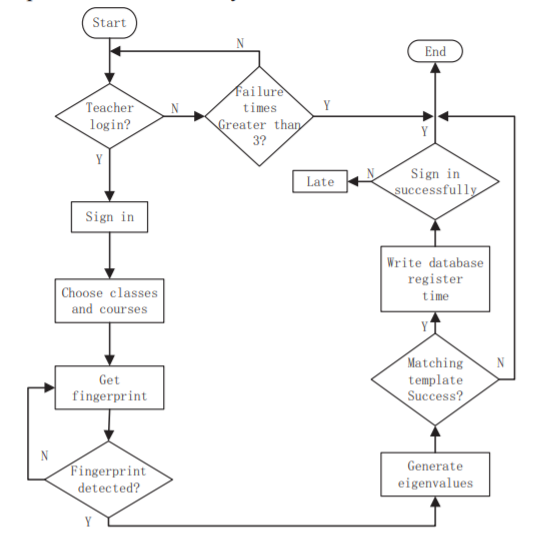 Start
N
End
Failure
times
Greater than
3?
Teacher
login?
N
Y
Y
Y
Sign in
successfully
N
Late
Sign in
Write database
register
time
Choose classes
and courses
Y
Matching
template
Success?
N
Get
fingerprint
N
Fingerprint
detected?
Generate
eigenvalues
Y